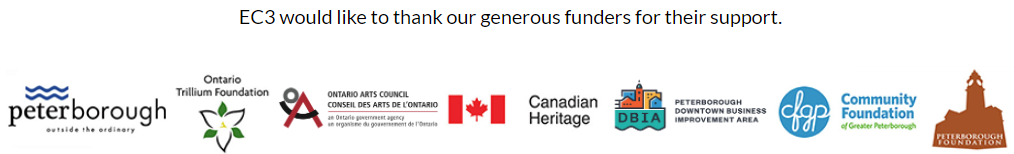 EC3 would like to thank our generous funders for their support.
peterborough
outside the ordinary
Ontario
Trillium Foundation
ONTARIO ARTS COUNCIL
CONSEIL DES ARTS DE L'ONTARIO
an Ontario government agency
un organisme du gouvernement de l'Ontario
Canadian
Heritage
DBIA
PETERBOROUGH
DOWNTOWN BUSINESS
IMPROVEMENT AREA
cfgp
Community
Foundation
of Greater Peterborough
PETERBOROUGH
FOUNDATION